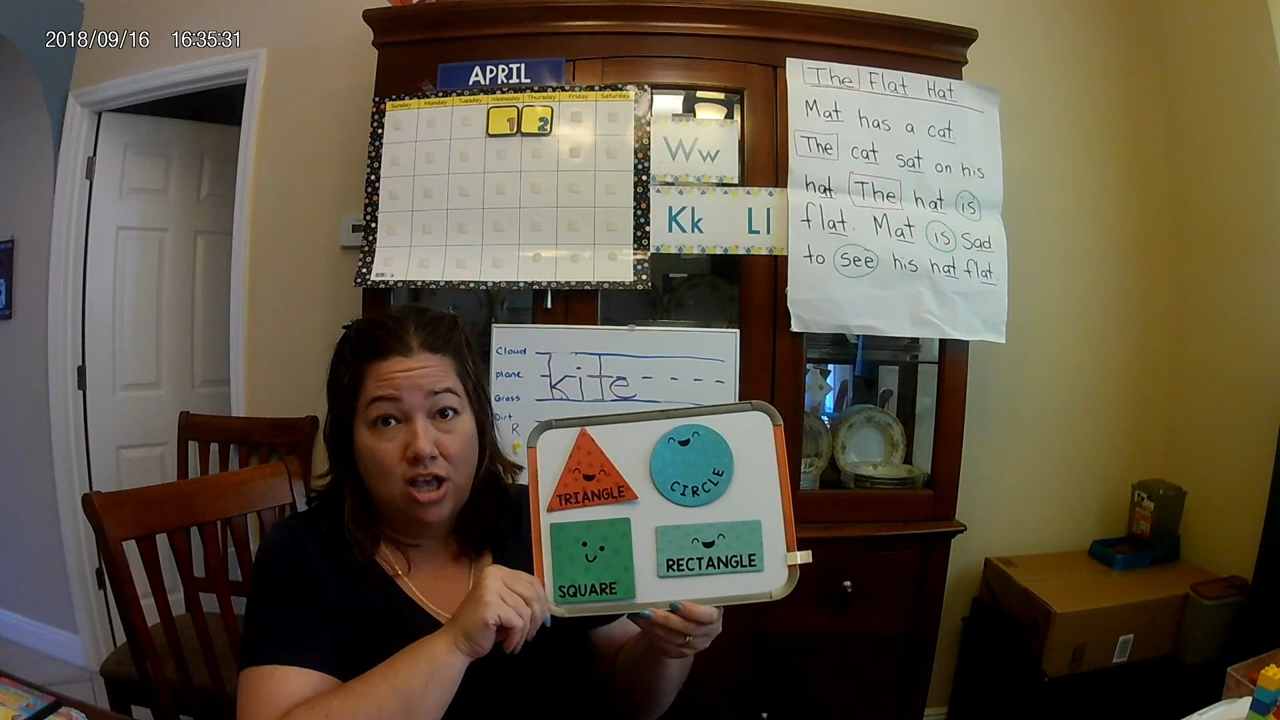 2018/09/16 16:35:31
APRIL
Sunday Monday Tuesday Wednesday Thursday Friday Saturday
1 2
Ww
Kk Ll
The Flat Hat
Mat has a cat.
The cat sat on his
hat The hat is
flat. Mat is sad
to see his hat flat.
Cloud
plane
Grass
Dirt
R
kite
TRIANGLE
CIRCLE
SQUARE
RECTANGLE